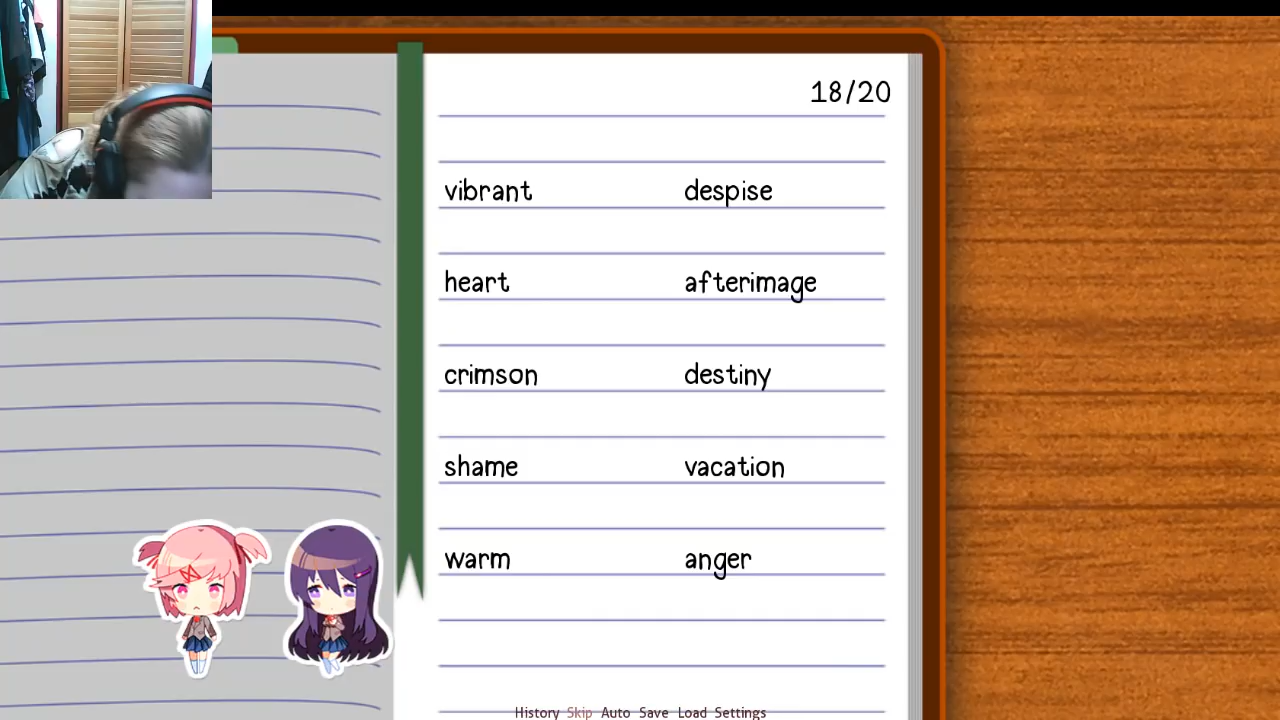 18/20
vibrant despise
heart afterimage
crimson destiny
shame vacation
warm anger
History Skip Auto Save Load Settings